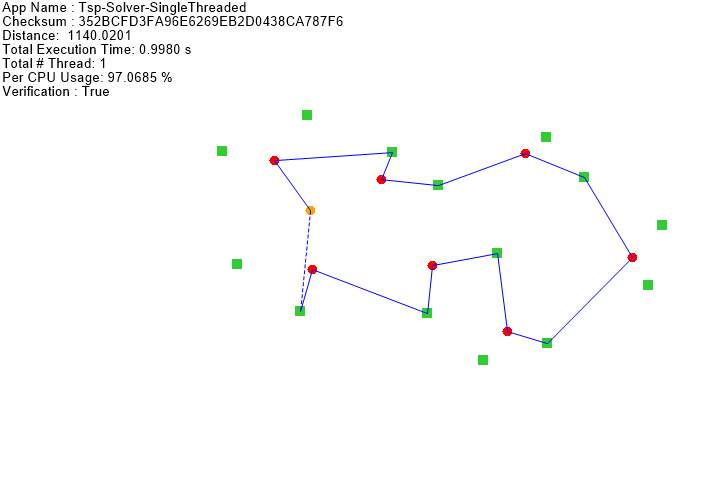 App Name : Tsp-Solver-SingleThreaded
Checksum : 352BCFD3FA96E6269EB2D0438CA787F6
Distance:  1140.0201
Total Execution Time: 0.9980 s
Total # Thread: 1
Per CPU Usage: 97.0685 %
Verification : True